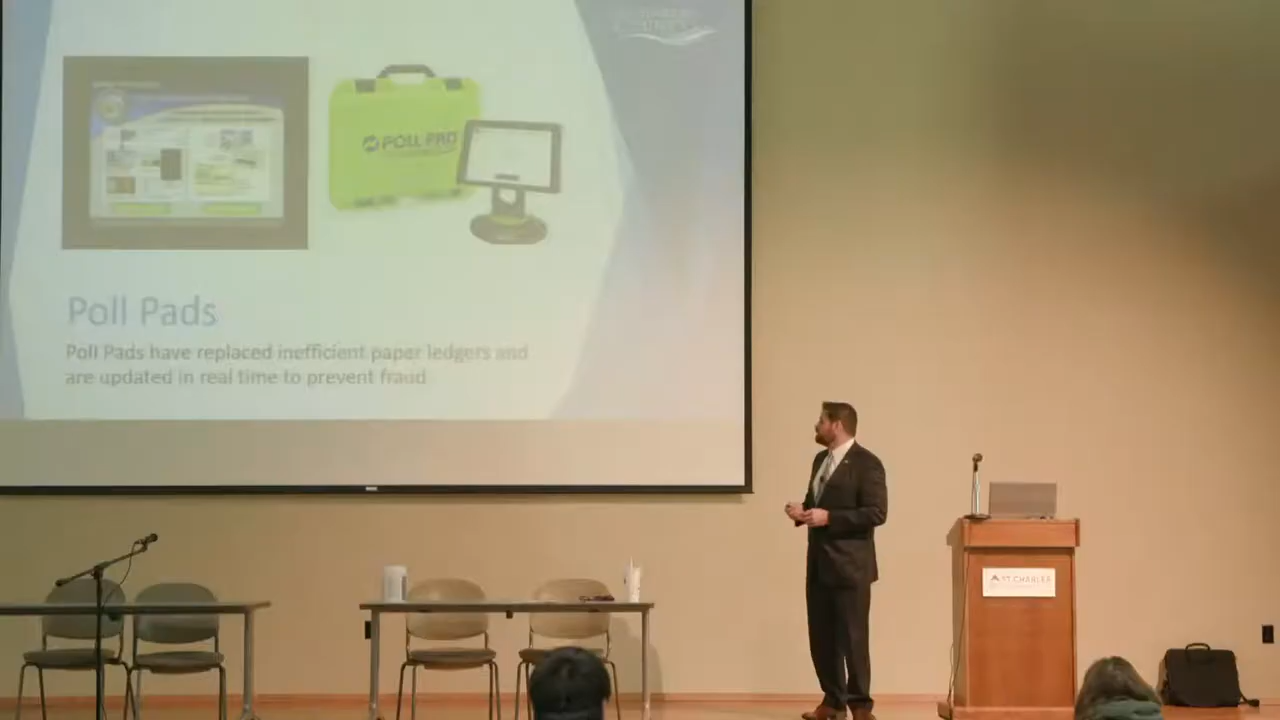 POLL PAD
Poll Pads
Poll Pads have replaced inefficient paper ledgers and
are updated in real time to prevent fraud
ST CHARLES